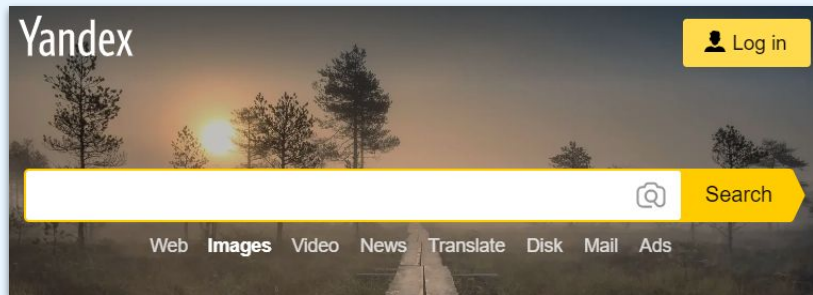 Yandex
Log in
Search
Web Images Video News Translate Disk Mail Ads